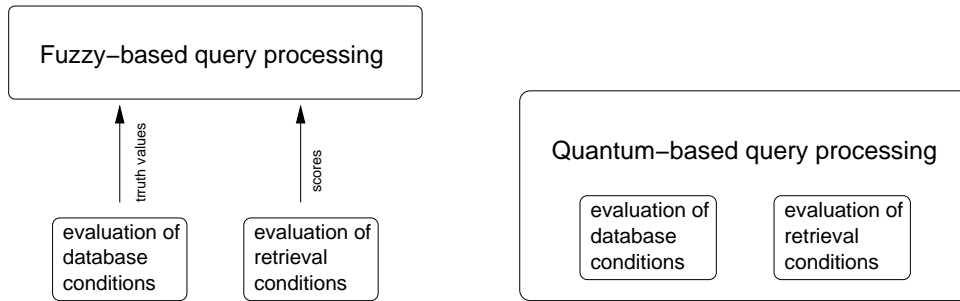 Fuzzy−based query processing
trruth values
scores
evaluation of
database
conditions
evaluation of
retrieval
conditions
Quantum−based query processing
evaluation of
database
conditions
evaluation of
retrieval
conditions